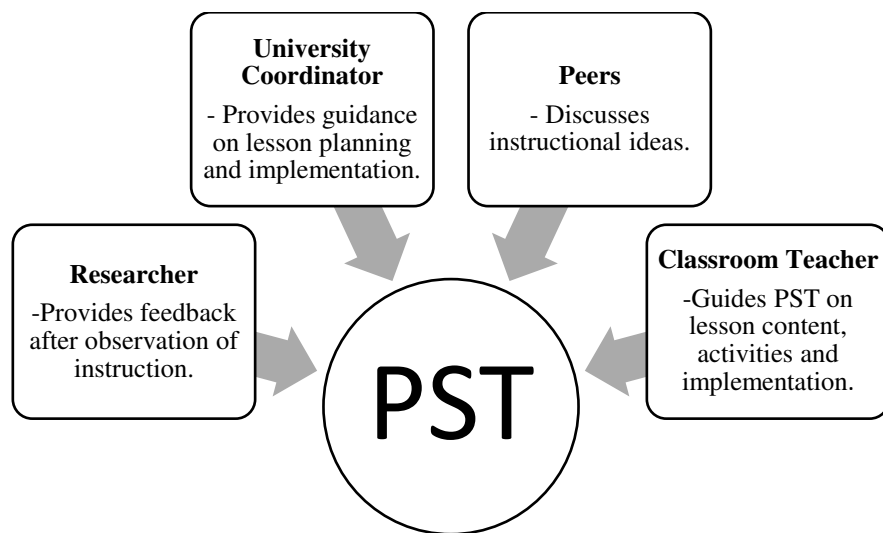 University
Coordinator
- Provides guidance
on lesson planning
and implementation.
Peers
- Discusses
instructional ideas.
Researcher
-Provides feedback
after observation of
instruction.
Classroom Teacher
-Guides PST on
lesson content,
activities and
implementation.
PST